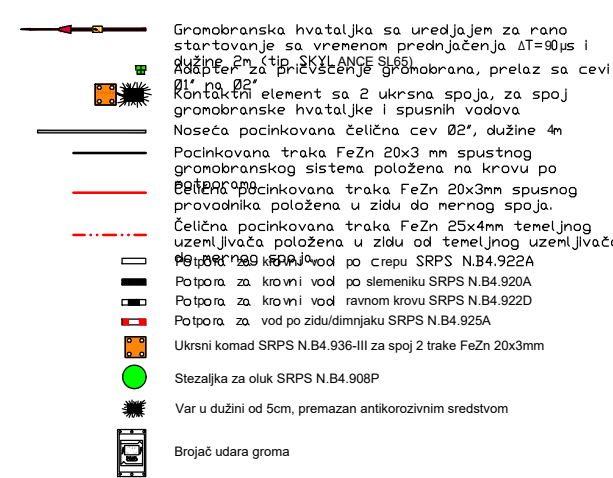 Gromobranska hvataljka sa uredjajem za rano
startovanje sa vremenom prednjačenja ΔT=90µs i
dužine 2m (tip SKYLANCE SL65)
Adapter za pričvšcenje gromobrana, prelaz sa cevi
Ø1″ na Ø2″
Kontaktni element sa 2 ukrsna spoja, za spoj
gromobranske hvataljke i spusnih vodova
Noseća pocinkovana čelična cev Ø2″, dužine 4m
Pocinkovana traka FeZn 20x3 mm spustnog
gromobranskog sistema položena na krovu po
potporama
Čelična pocinkovana traka FeZn 20x3mm spusnog
provodnika položena u zidu do mernog spoja.
Čelična pocinkovana traka FeZn 25x4mm temeljnog
uzemljivača položena u zidu od temeljnog uzemljivača
do mernog spoja.
Potpora za krovni vod po crepu SRPS N.B4.922A
Potpora za krovni vod po slemeniku SRPS N.B4.920A
Potpora za krovni vod ravnom krovu SRPS N.B4.922D
Potpora za vod po zidu/dimnjaku SRPS N.B4.925A
Ukrsni komad SRPS N.B4.936-III za spoj 2 trake FeZn 20x3mm
Stezaljka za oluk SRPS N.B4.908P
Var u dužini od 5cm, premazan antikorozivnim sredstvom
Brojač udara groma